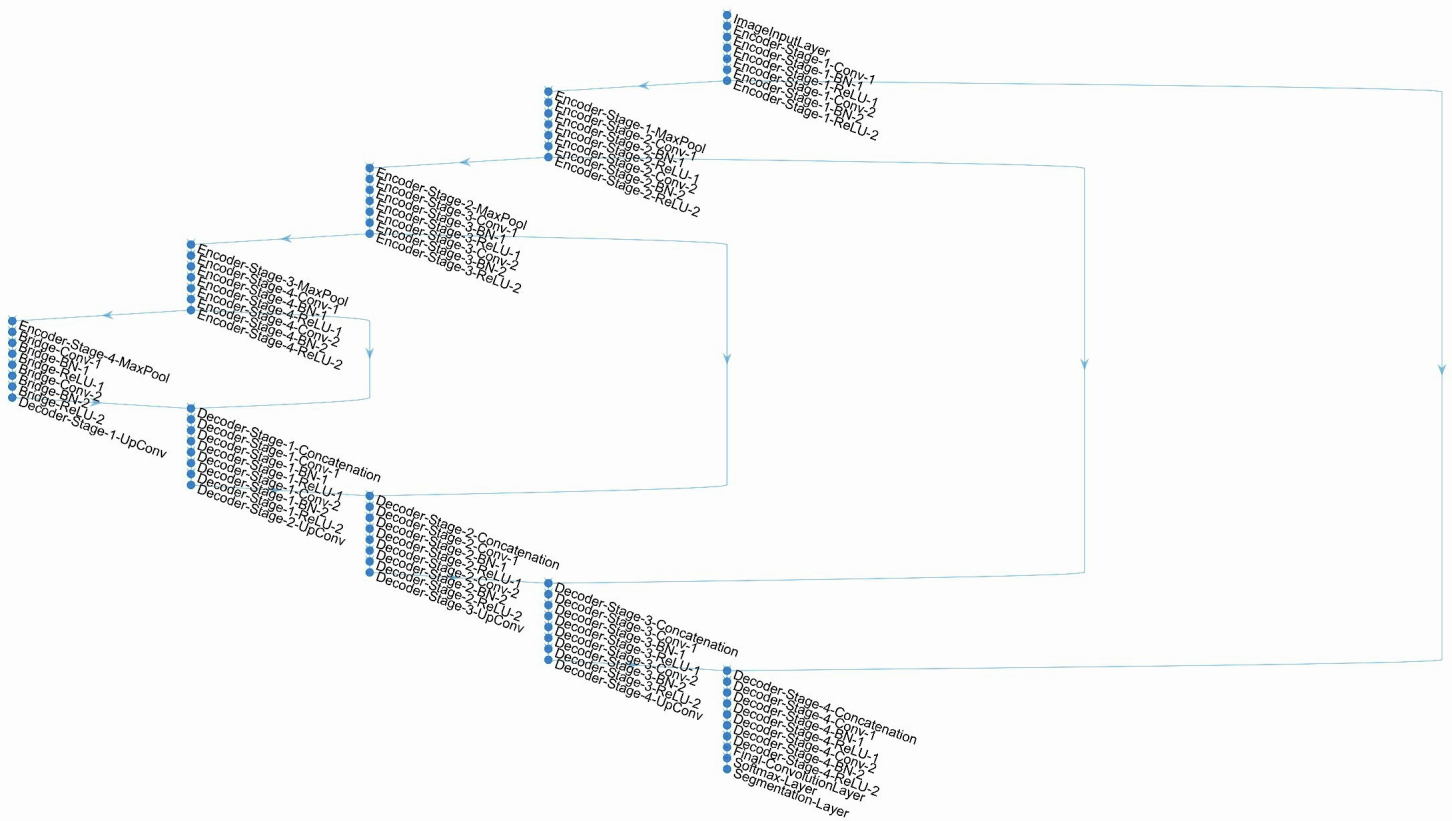 ImageInputLayer
Encoder-Stage-1-Conv-1
Encoder-Stage-1-BN-1
Encoder-Stage-1-ReLU-1
Encoder-Stage-1-Conv-2
Encoder-Stage-1-BN-2
Encoder-Stage-1-ReLU-2
Encoder-Stage-1-MaxPool
Encoder-Stage-2-Conv-1
Encoder-Stage-2-BN-1
Encoder-Stage-2-ReLU-1
Encoder-Stage-2-Conv-2
Encoder-Stage-2-BN-2
Encoder-Stage-2-ReLU-2
Encoder-Stage-2-MaxPool
Encoder-Stage-3-Conv-1
Encoder-Stage-3-BN-1
Encoder-Stage-3-ReLU-1
Encoder-Stage-3-Conv-2
Encoder-Stage-3-BN-2
Encoder-Stage-3-ReLU-2
Encoder-Stage-3-MaxPool
Encoder-Stage-4-Conv-1
Encoder-Stage-4-BN-1
Encoder-Stage-4-ReLU-1
Encoder-Stage-4-Conv-2
Encoder-Stage-4-BN-2
Encoder-Stage-4-ReLU-2
Encoder-Stage-4-MaxPool
Bridge-Conv-1
Bridge-BN-1
Bridge-ReLU-1
Bridge-Conv-2
Bridge-BN-2
Bridge-ReLU-2
Decoder-Stage-1-UpConv
Decoder-Stage-1-Concatenation
Decoder-Stage-1-Conv-1
Decoder-Stage-1-BN-1
Decoder-Stage-1-ReLU-1
Decoder-Stage-1-Conv-2
Decoder-Stage-1-BN-2
Decoder-Stage-1-ReLU-2
Decoder-Stage-2-UpConv
Decoder-Stage-2-Concatenation
Decoder-Stage-2-Conv-1
Decoder-Stage-2-BN-1
Decoder-Stage-2-ReLU-1
Decoder-Stage-2-Conv-2
Decoder-Stage-2-BN-2
Decoder-Stage-2-ReLU-2
Decoder-Stage-3-UpConv
Decoder-Stage-3-Concatenation
Decoder-Stage-3-Conv-1
Decoder-Stage-3-BN-1
Decoder-Stage-3-ReLU-1
Decoder-Stage-3-Conv-2
Decoder-Stage-3-BN-2
Decoder-Stage-3-ReLU-2
Decoder-Stage-4-UpConv
Decoder-Stage-4-Concatenation
Decoder-Stage-4-Conv-1
Decoder-Stage-4-BN-1
Decoder-Stage-4-ReLU-1
Decoder-Stage-4-Conv-2
Decoder-Stage-4-BN-2
Decoder-Stage-4-ReLU-2
Final-ConvolutionLayer
Softmax-Layer
Segmentation-Layer